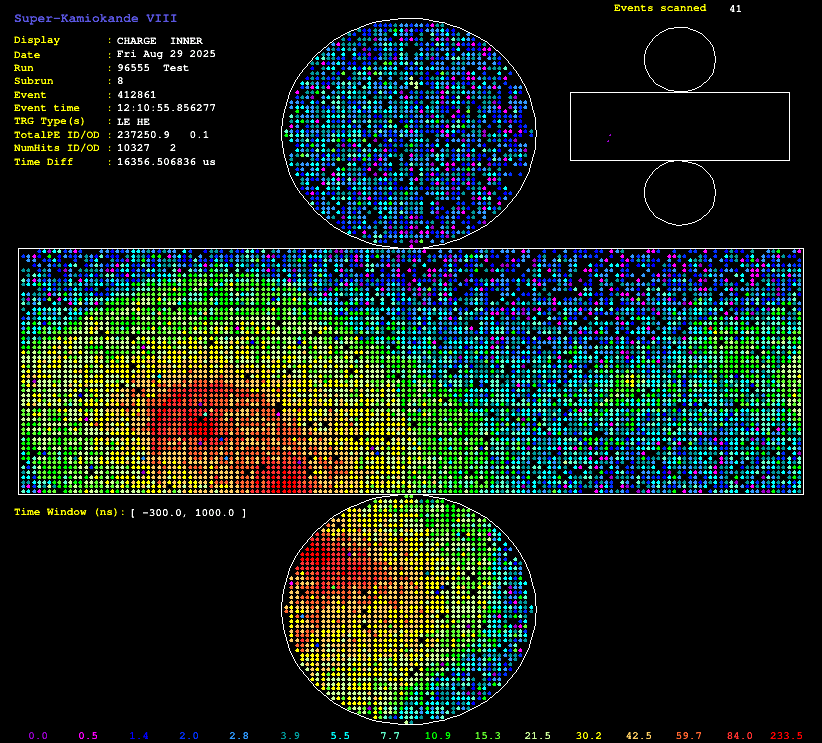 Super-Kamiokande VIII
Events scanned 41
Display : CHARGE INNER
Date : Fri Aug 29 2025
Run : 96555 Test
Subrun : 8
Event : 412861
Event time : 12:10:55.856277
TRG Type(s) : LE HE
TotalPE ID/OD : 237250.9 0.1
NumHits ID/OD : 10327 2
Time Diff : 16356.506836 us
Time Window (ns): [ -300.0, 1000.0 ]
0.0 0.5 1.4 2.0 2.8 3.9 5.5 7.7 10.9 15.3 21.5 30.2 42.5 59.7 84.0 233.5